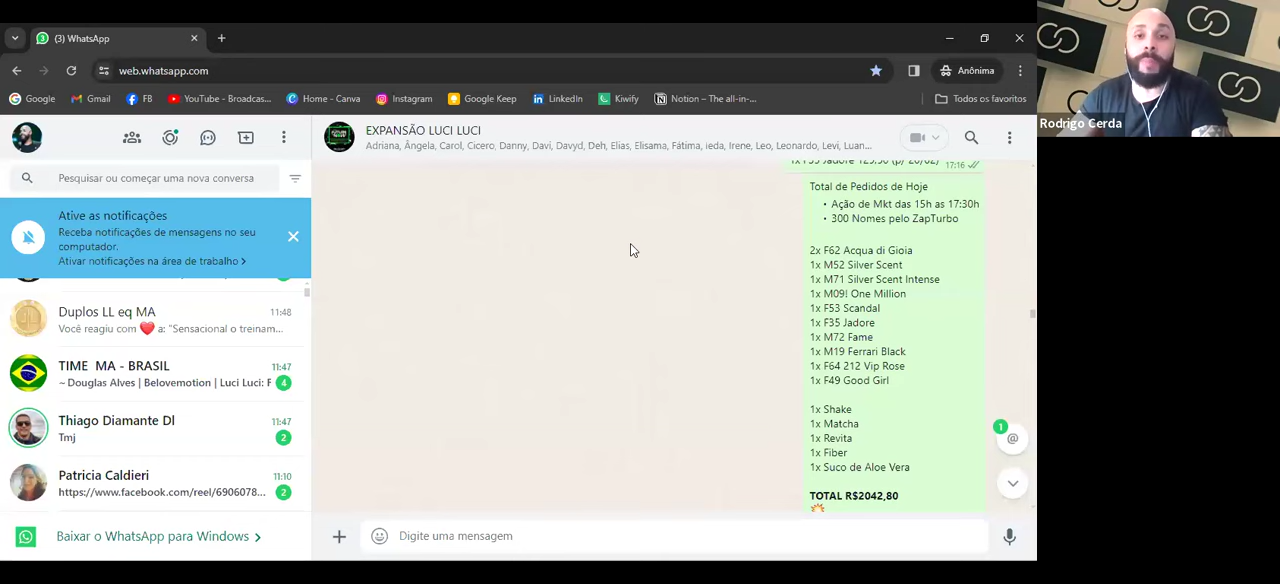 (3) WhatsApp
web.whatsapp.com
Anônima
Google
Gmail
FB
YouTube - Broadcas...
Home - Canva
Instagram
Google Keep
LinkedIn
Kiwify
Notion – The all-in-...
Todos os favoritos
Rodrigo Cerda
EXPANSÃO LUCI LUCI
Adriana, Ângela, Carol, Cicero, Danny, Davi, Davyd, Deh, Elias, Elisama, Fátima, ieda, Irene, Leo, Leonardo, Levi, Luan...
Pesquisar ou começar uma nova conversa
Ative as notificações
Receba notificações de mensagens no seu
computador.
Ativar notificações na área de trabalho
Duplos LL eq MA 11:48
Você reagiu com ❤️ a: "Sensacional o treinam...
TIME MA - BRASIL 11:47
~ Douglas Alves | Belovemotion | Luci Luci: F 4
Thiago Diamante Dl 11:47
Tmj 2
Patricia Caldieri 11:10
https://www.facebook.com/reel/6906078... 2
Baixar o WhatsApp para Windows
1x F35 Jadore 129,90 (p/ 20/02) 17:16
Total de Pedidos de Hoje
• Ação de Mkt das 15h as 17:30h
• 300 Nomes pelo ZapTurbo
2x F62 Acqua di Gioia
1x M52 Silver Scent
1x M71 Silver Scent Intense
1x M09! One Million
1x F53 Scandal
1x F35 Jadore
1x M72 Fame
1x M19 Ferrari Black
1x F64 212 Vip Rose
1x F49 Good Girl
1x Shake
1x Matcha
1x Revita
1x Fiber
1x Suco de Aloe Vera
TOTAL R$2042,80
1
@
Digite uma mensagem